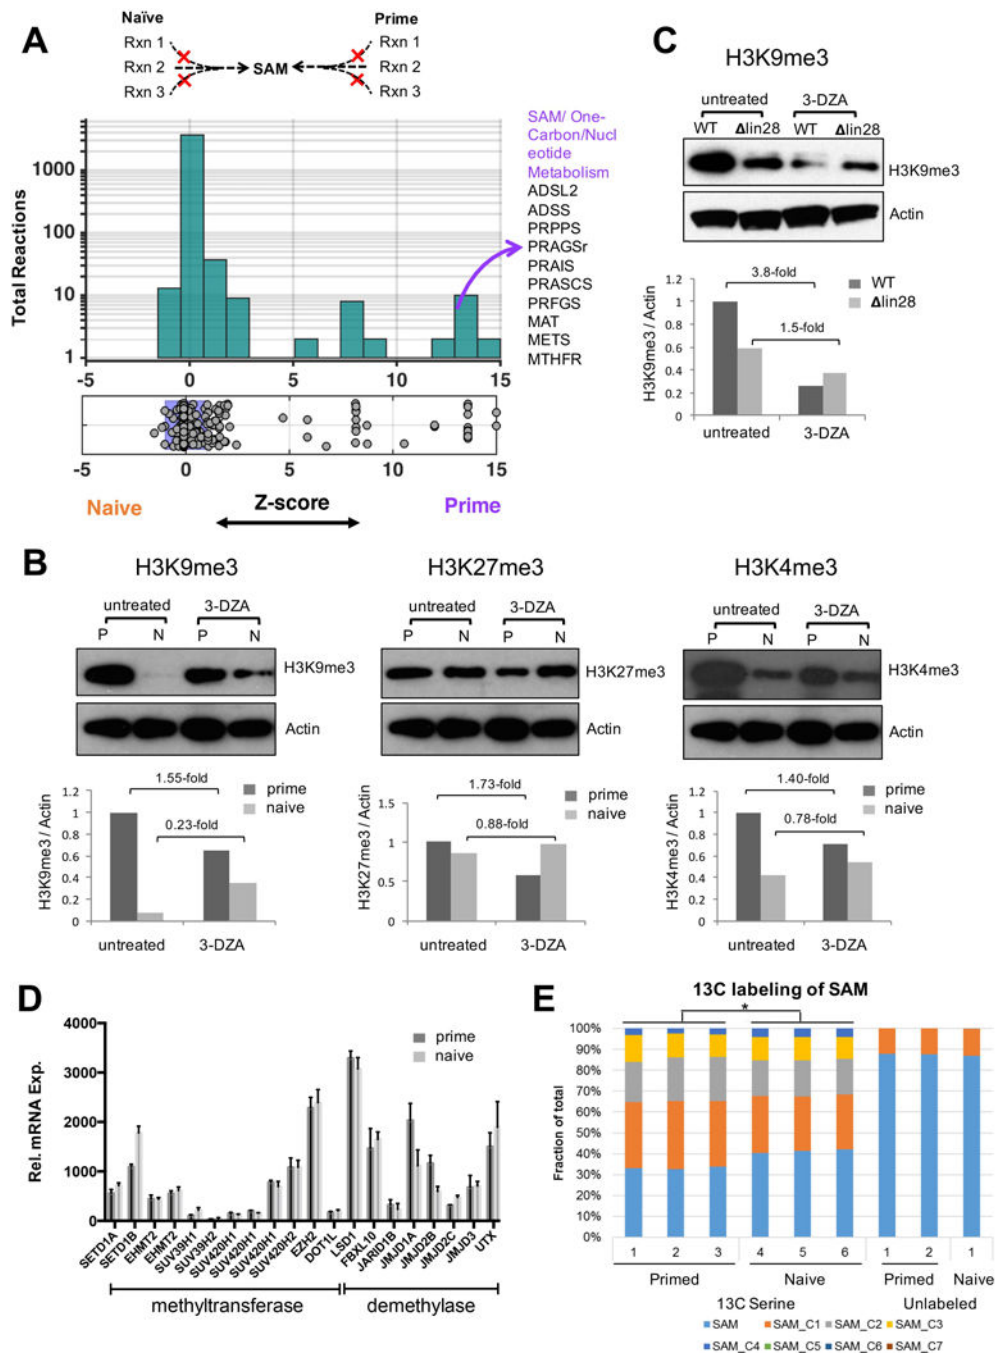 A
Naïve
Prime
Rxn 1
Rxn 1
Rxn 2
SAM
Rxn 2
Rxn 3
Rxn 3
Total Reactions
1000
100
10
1
-5
0
5
10
15
SAM/ One-
Carbon/Nucl
eotide
Metabolism
ADSL2
ADSS
PRPPS
PRAGSr
PRAIS
PRASCS
PRFGS
MAT
METS
MTHFR
-5
0
5
10
15
Naive
Z-score
Prime
C
H3K9me3
untreated
3-DZA
WT
Δlin28
WT
Δlin28
H3K9me3
Actin
H3K9me3 / Actin
1.2
1
0.8
0.6
0.4
0.2
0
3.8-fold
1.5-fold
WT
Δlin28
untreated
3-DZA
B
H3K9me3
untreated
3-DZA
P
N
P
N
H3K9me3
Actin
H3K9me3 / Actin
1.2
1
0.8
0.6
0.4
0.2
0
1.55-fold
0.23-fold
prime
naive
untreated
3-DZA
H3K27me3
untreated
3-DZA
P
N
P
N
H3K27me3
Actin
H3K27me3 / Actin
1.5
1
0.5
0
1.73-fold
0.88-fold
prime
naive
untreated
3-DZA
H3K4me3
untreated
3-DZA
P
N
P
N
H3K4me3
Actin
H3K4me3 / Actin
1.2
1
0.8
0.6
0.4
0.2
0
1.40-fold
0.78-fold
prime
naive
untreated
3-DZA
D
Rel. mRNA Exp.
4000
3000
2000
1000
0
prime
naive
SETD1A
SETD1B
EHMT2
EHMT2
SUV39H1
SUV39H2
SUV420H1
SUV420H1
SUV420H1
SUV420H2
EZH2
DOT1L
LSD1
FBXL10
JARID1B
JMJD1A
JMJD2B
JMJD2C
JMJD3
UTX
methyltransferase
demethylase
E
13C labeling of SAM
*
Fraction of total
100%
90%
80%
70%
60%
50%
40%
30%
20%
10%
0%
1
2
3
4
5
6
1
2
1
Primed
Naive
Primed
Naive
13C Serine
Unlabeled
SAM
SAM_C1
SAM_C2
SAM_C3
SAM_C4
SAM_C5
SAM_C6
SAM_C7